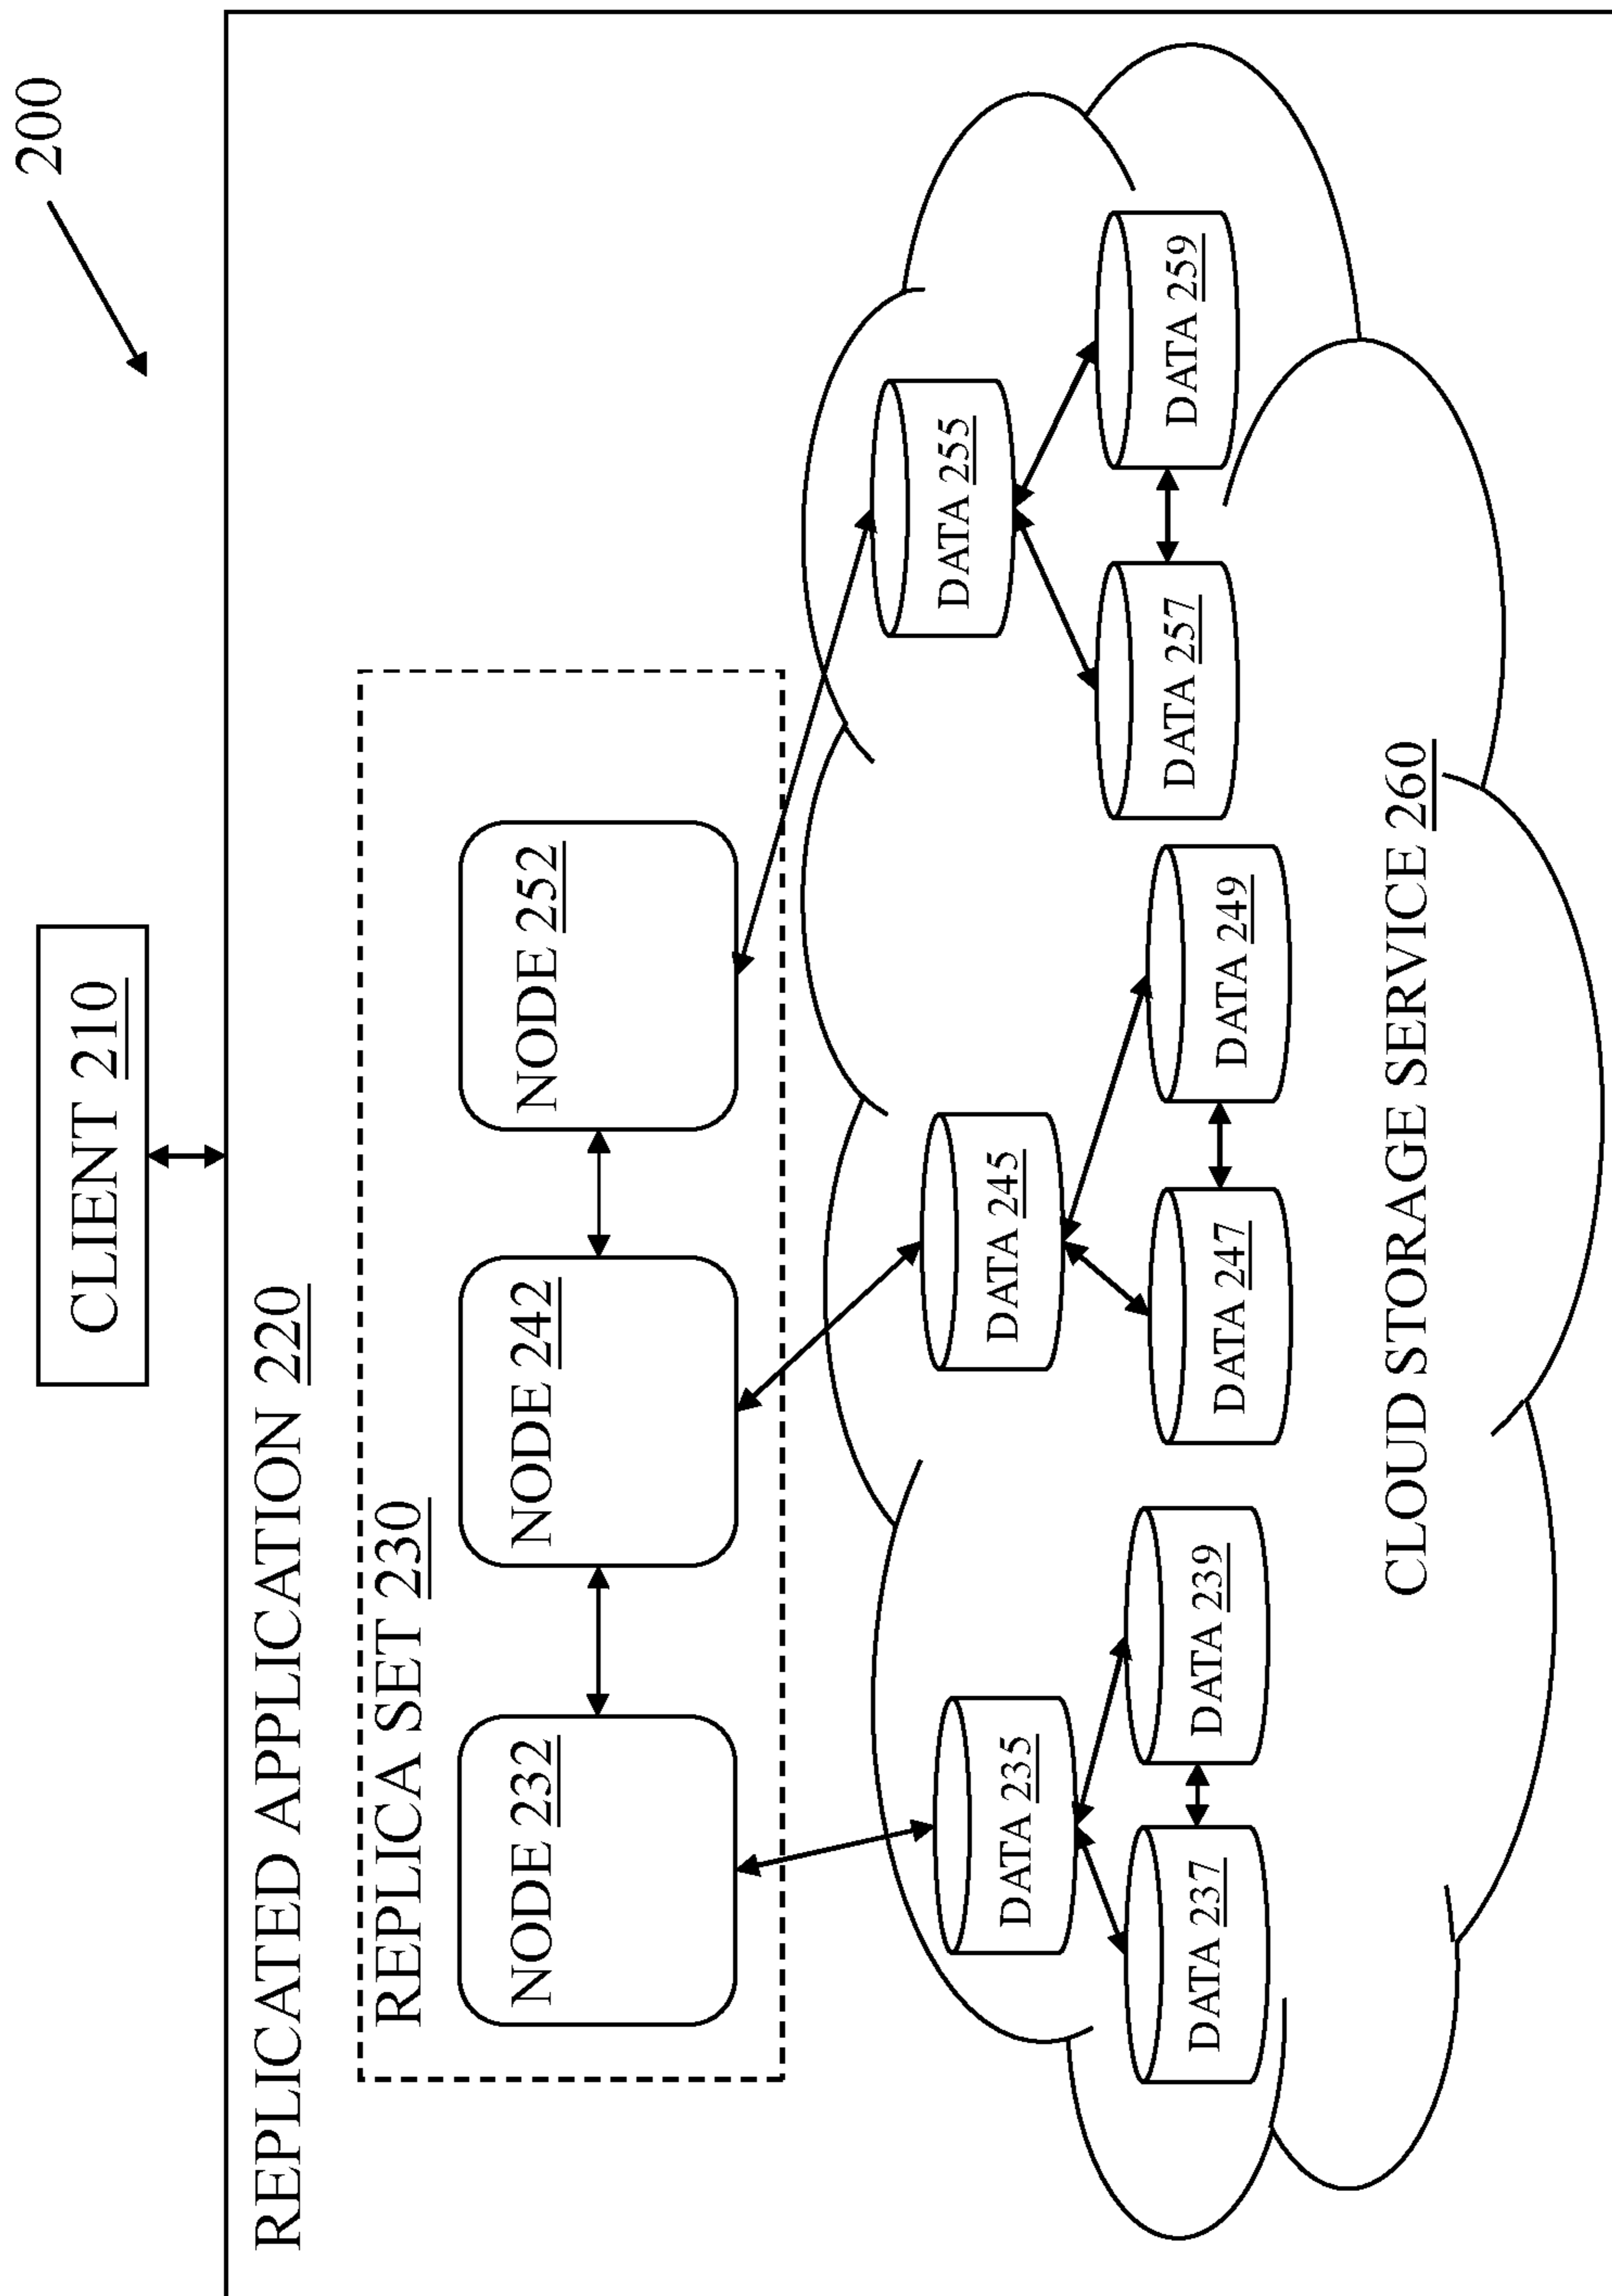 200
CLIENT 210
REPLICATED APPLICATION 220
REPLICA SET 230
NODE 232
NODE 242
NODE 252
DATA 235
DATA 245
DATA 255
DATA 237
DATA 239
DATA 247
DATA 249
DATA 257
DATA 259
CLOUD STORAGE SERVICE 260